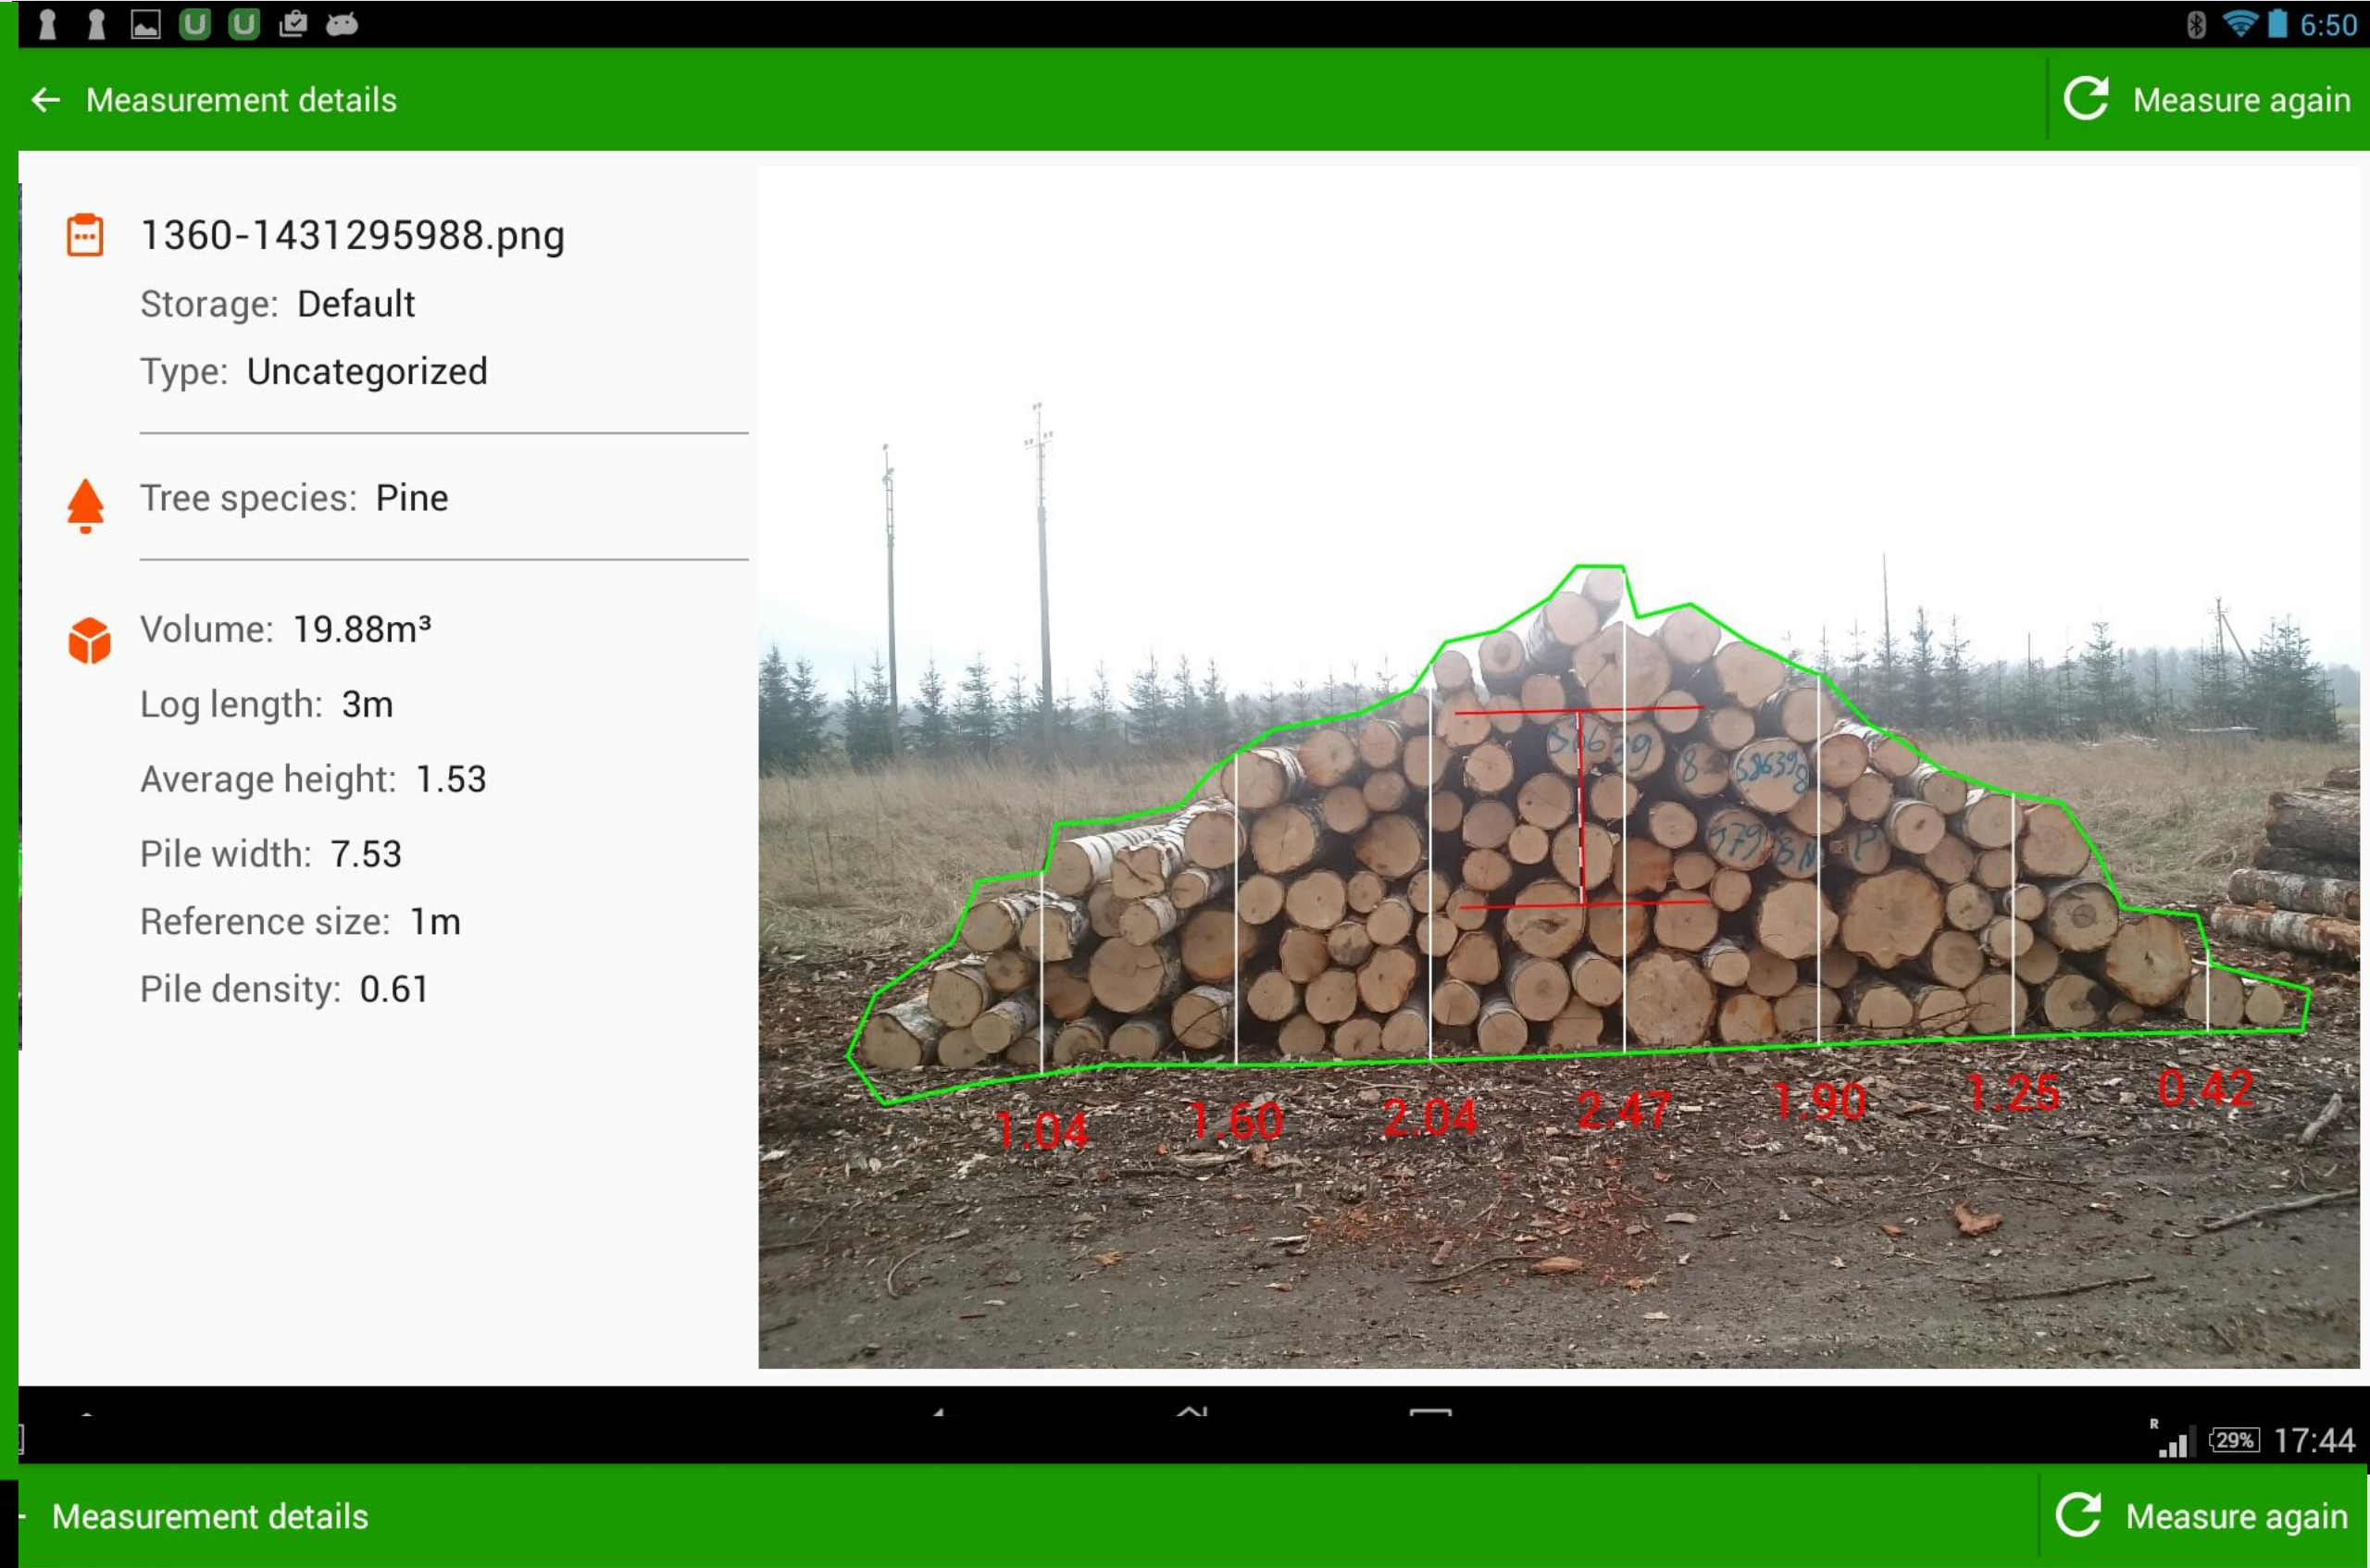 6:50
Measurement details
Measure again
1360-1431295988.png
Storage: Default
Type: Uncategorized
Tree species: Pine
Volume: 19.88m³
Log length: 3m
Average height: 1.53
Pile width: 7.53
Reference size: 1m
Pile density: 0.61
1.04 1.60 2.04 2.47 1.90 1.25 0.42
R 29% 17:44
Measurement details
Measure again